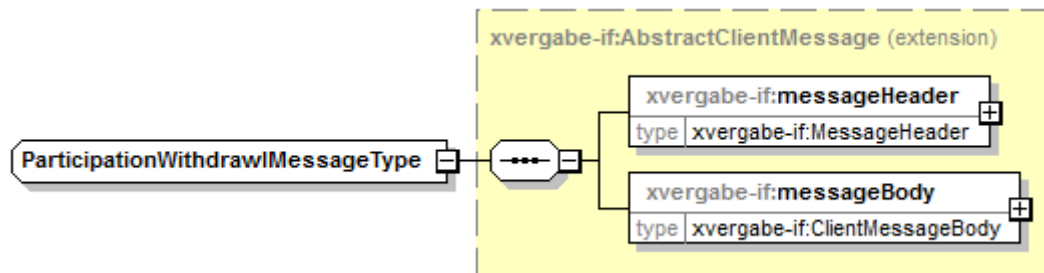 xvergabe-if:AbstractClientMessage (extension)
xvergabe-if:messageHeader
type xvergabe-if:MessageHeader
ParticipationWithdrawlMessageType
xvergabe-if:messageBody
type xvergabe-if:ClientMessageBody